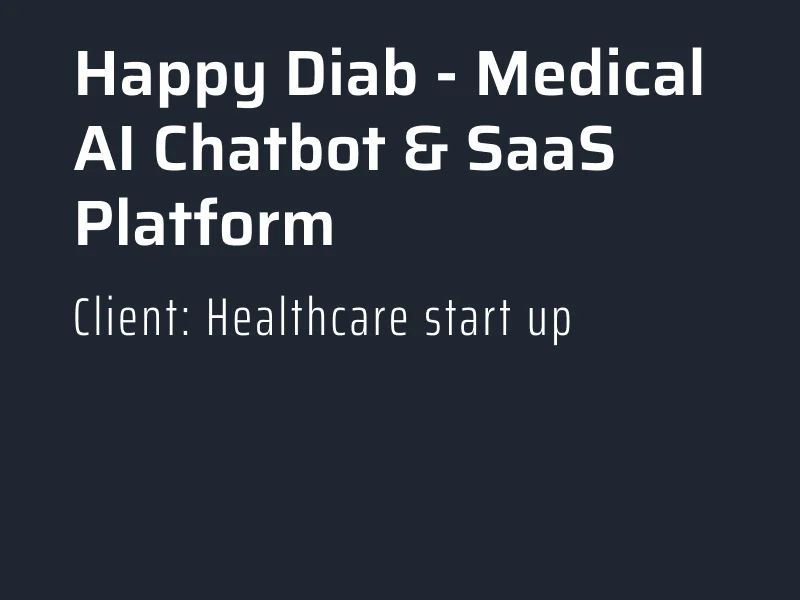 Happy Diab - Medical
AI Chatbot & SaaS
Platform
Client: Healthcare start up